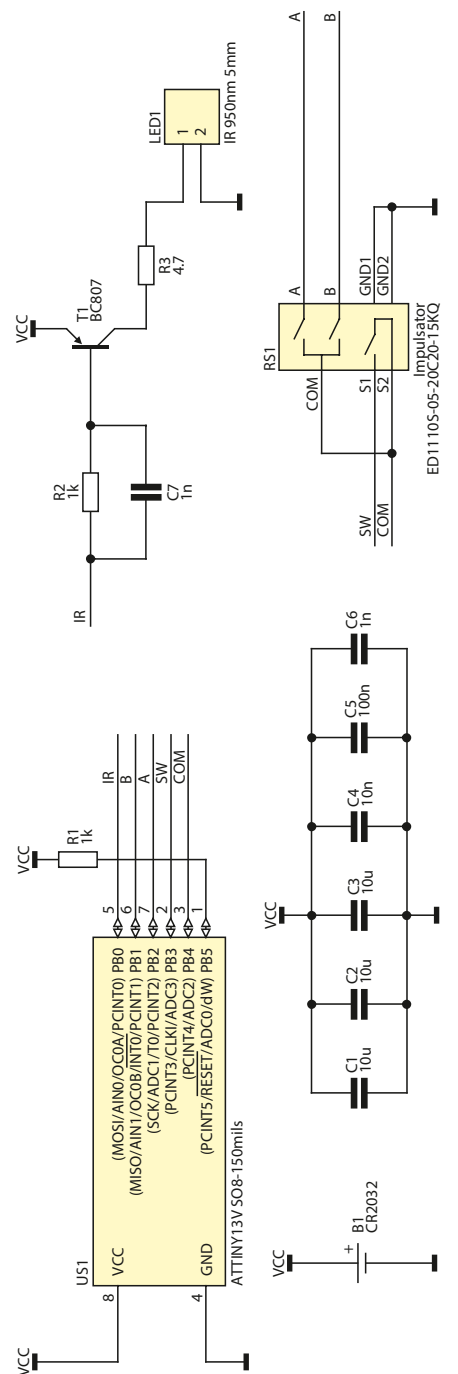 VCC
US1
8
VCC
4
GND
ATTINY13V SO8-150mils
(MOSI/AIN0/OC0A/PCINT0) PB0
(MISO/AIN1/OC0B/INT0/PCINT1) PB1
(SCK/ADC1/T0/PCINT2) PB2
(PCINT3/CLKI/ADC3) PB3
(PCINT4/ADC2) PB4
(PCINT5/RESET/ADC0/dW) PB5
5
6
7
2
3
1
IR
B
A
SW
COM
VCC
R1
1k
IR
R2
1k
C7
1n
VCC
T1
BC807
R3
4.7
LED1
1
2
IR 950nm 5mm
VCC
B1
CR2032
+
VCC
C1
10u
C2
10u
C3
10u
C4
10n
C5
100n
C6
1n
SW
COM
RS1
COM
S1
S2
A
B
GND1
GND2
Impulsator
ED1110S-05-20C20-15KQ
A
B